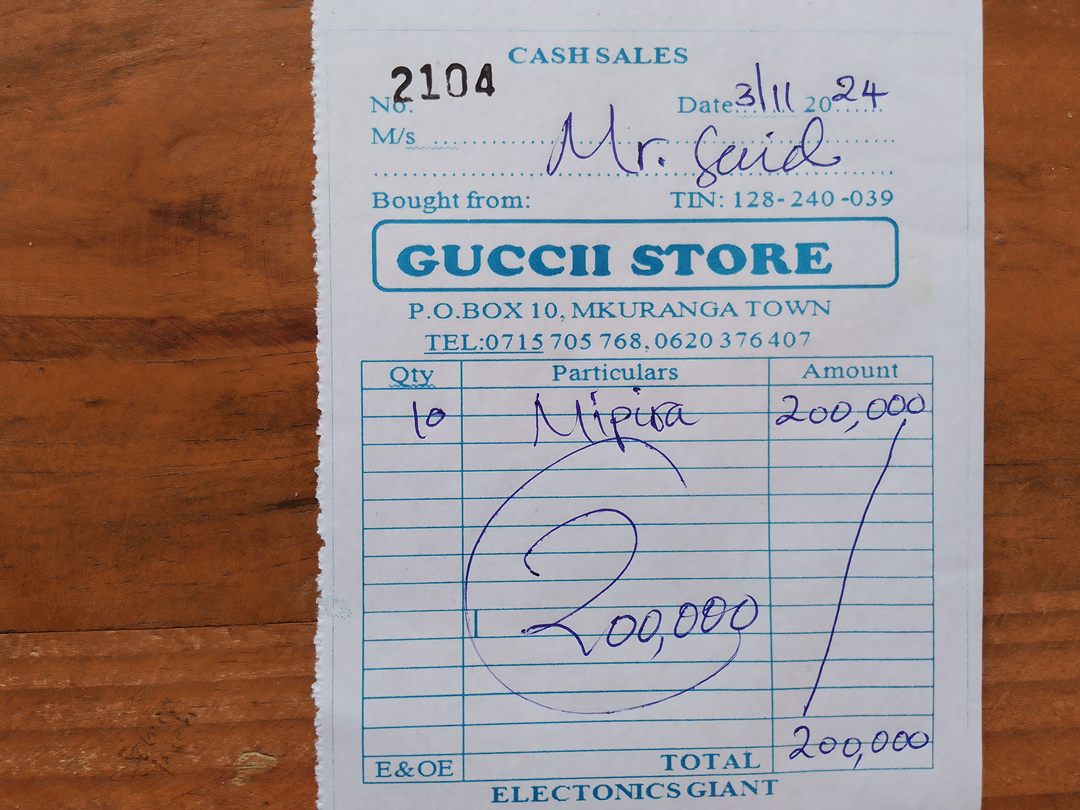 CASH SALES
No. 2104 Date 3/11 2024
M/s Mr. Said
Bought from: TIN: 128-240-039
GUCCII STORE
P.O.BOX 10, MKURANGA TOWN
TEL:0715 705 768, 0620 376 407
Qty Particulars Amount
10 Mipira 200,000
200,000
200,000
E&OE TOTAL
ELECTONICS GIANT